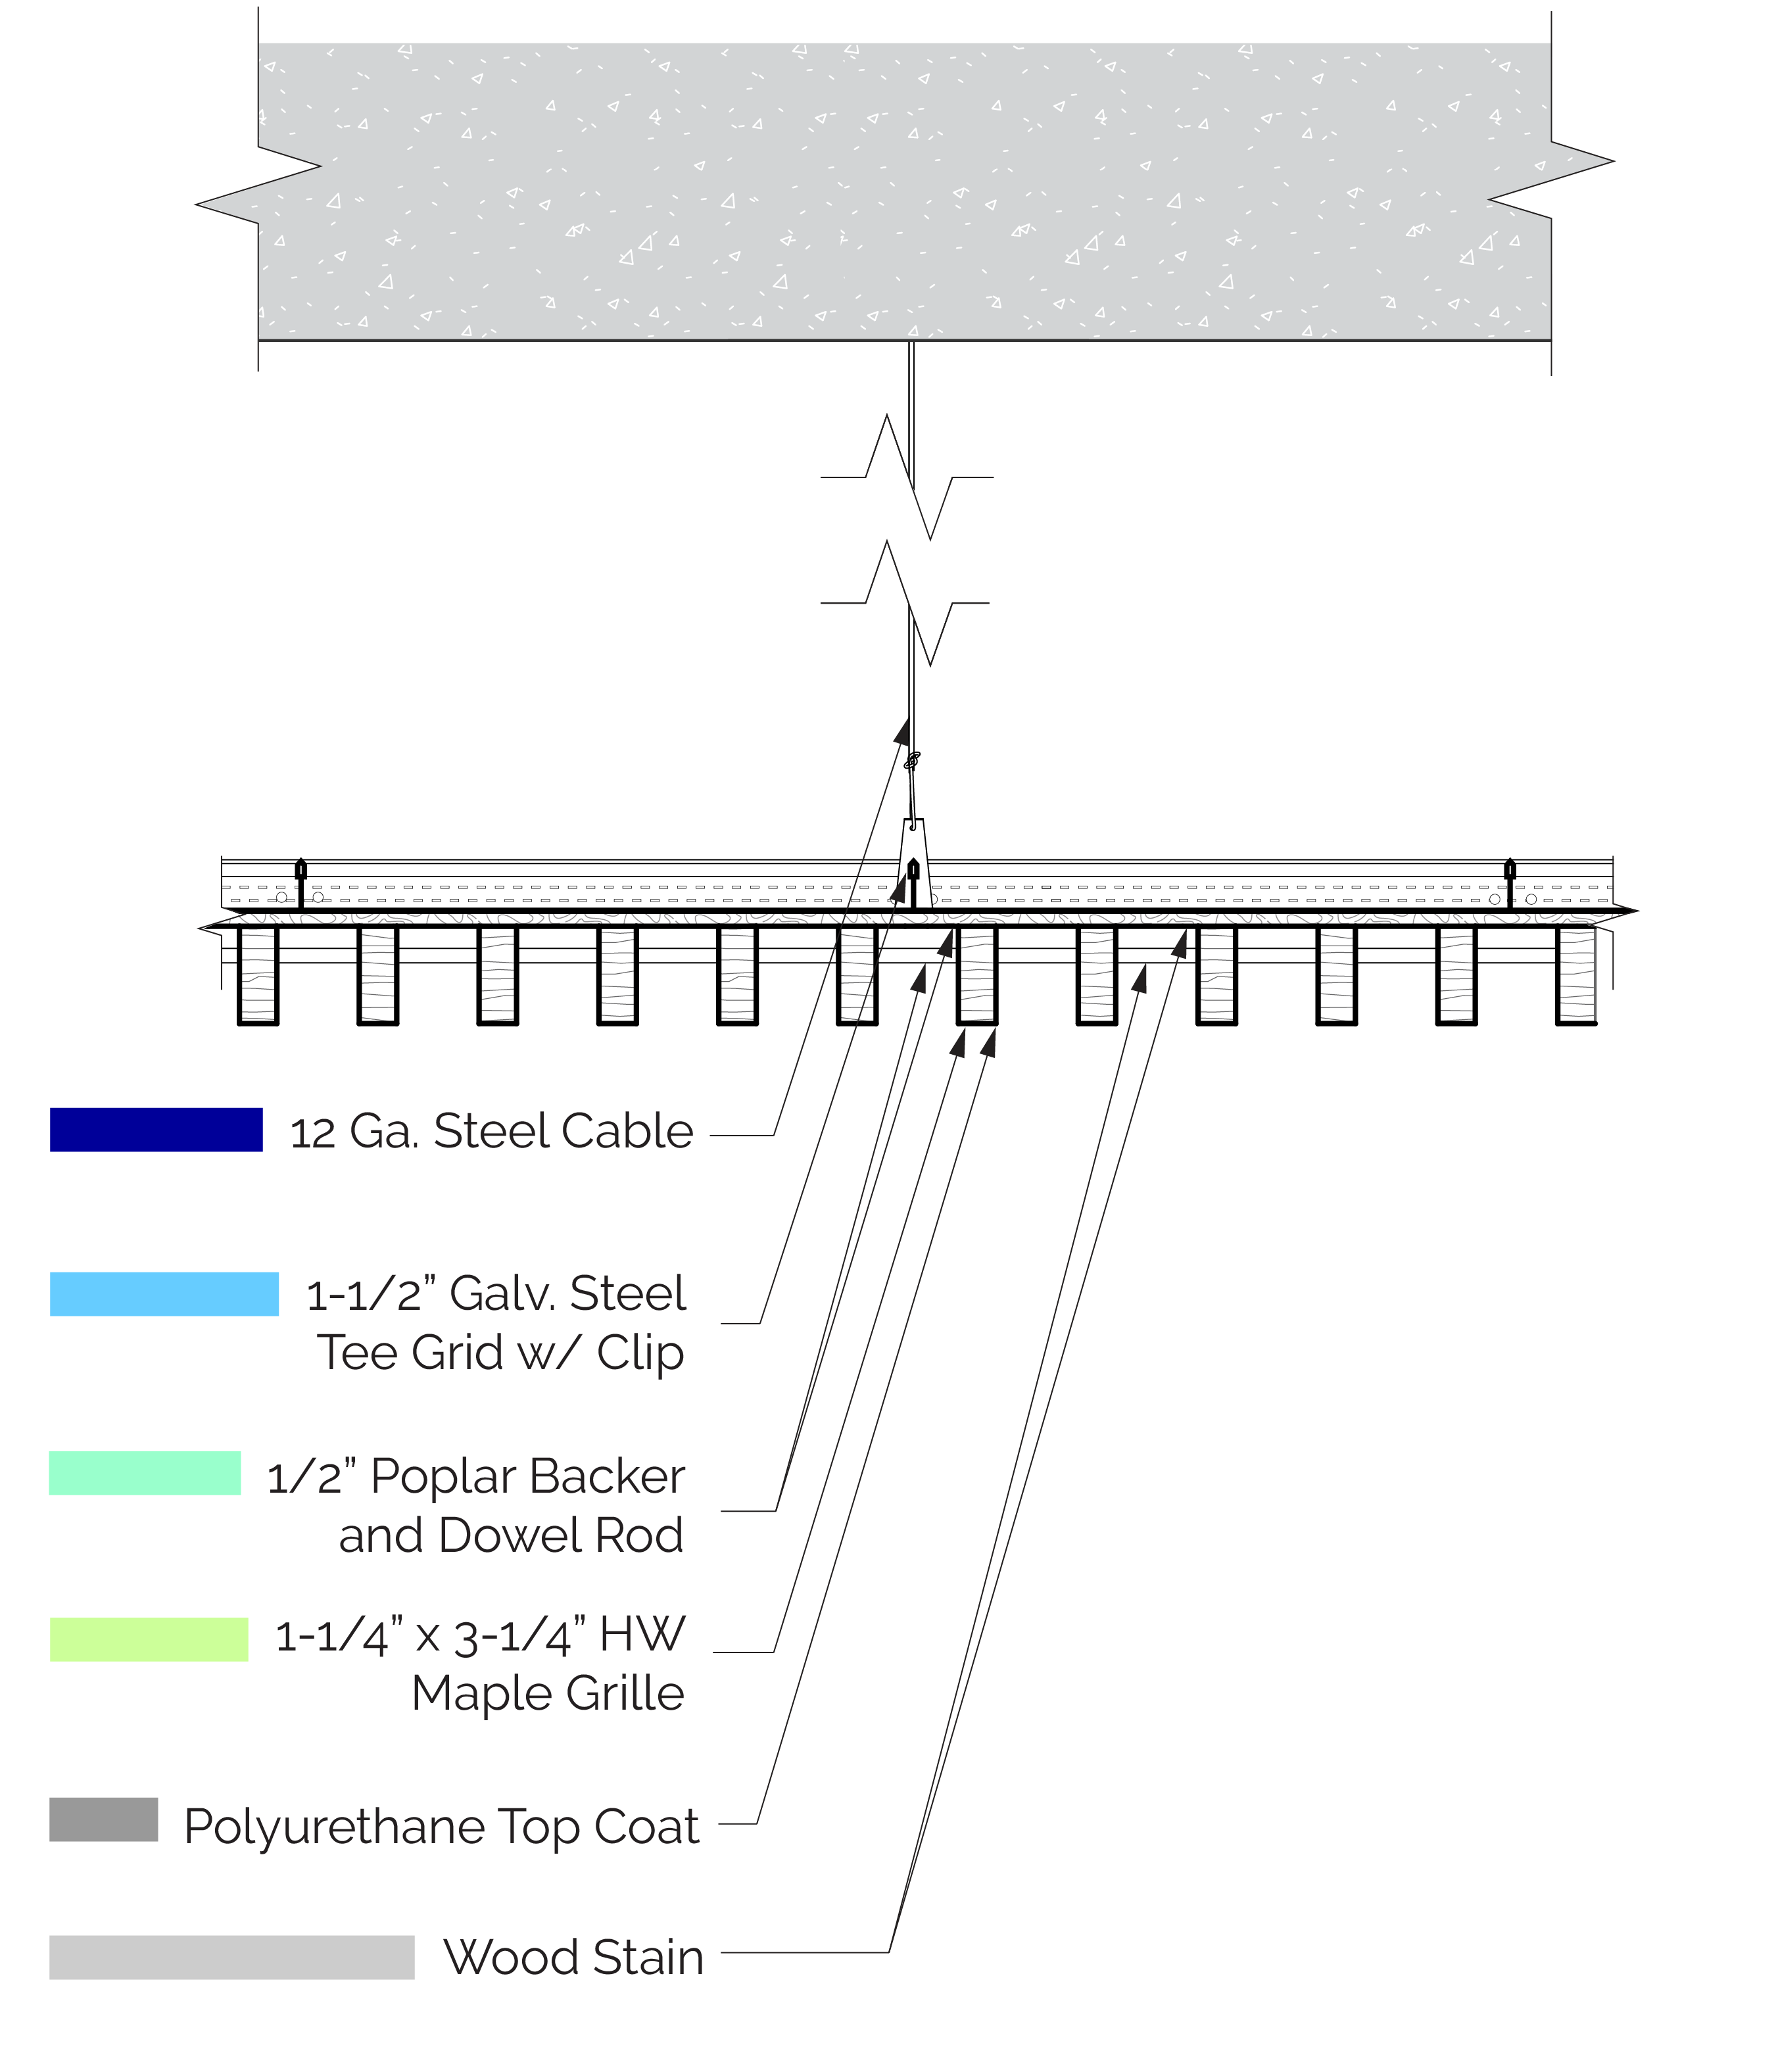 12 Ga. Steel Cable
1-1/2” Galv. Steel
Tee Grid w/ Clip
1/2” Poplar Backer
and Dowel Rod
1-1/4” x 3-1/4” HW
Maple Grille
Polyurethane Top Coat
Wood Stain